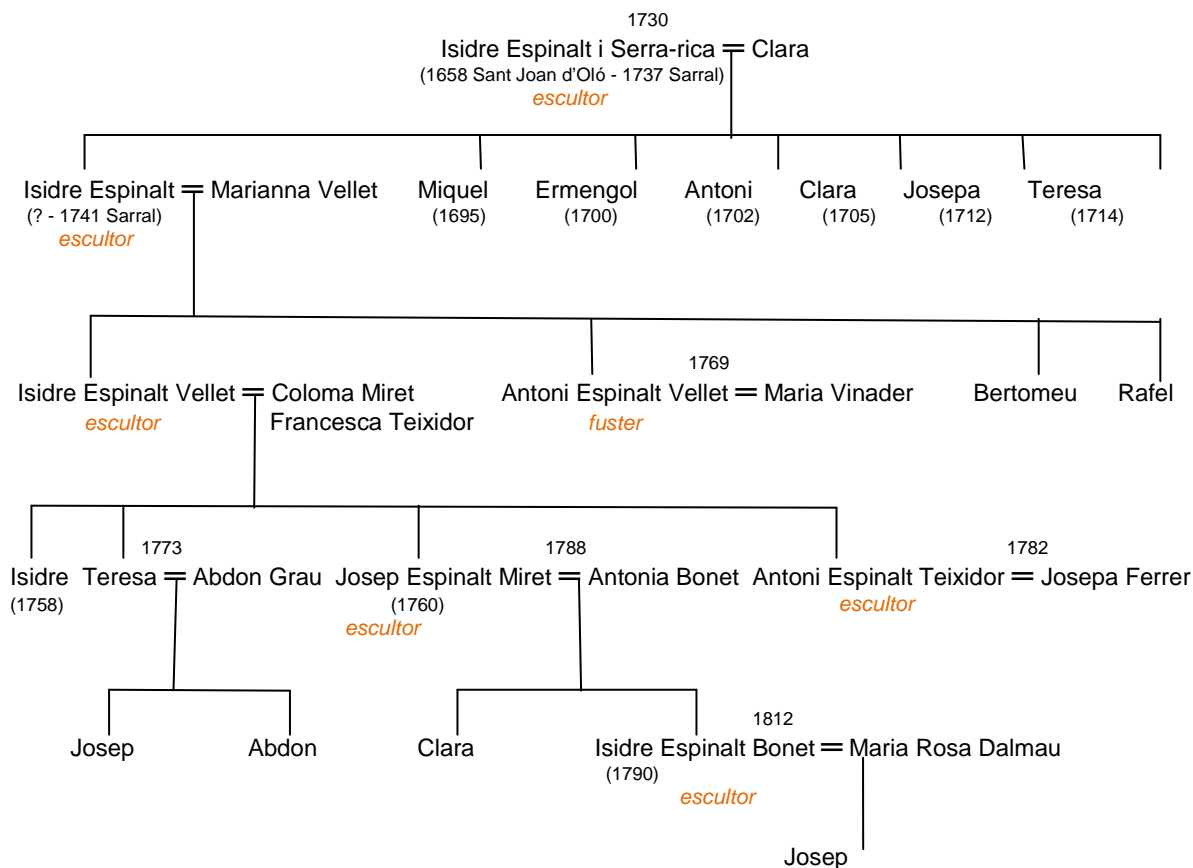 1730
Isidre Espinalt i Serra-rica = Clara
(1658 Sant Joan d'Oló - 1737 Sarral)
escultor
Isidre Espinalt = Marianna Vellet Miquel Ermengol Antoni Clara Josepa Teresa
(? - 1741 Sarral) (1695) (1700) (1702) (1705) (1712) (1714)
escultor
1769
Isidre Espinalt Vellet = Coloma Miret Antoni Espinalt Vellet = Maria Vinader Bertomeu Rafel
escultor Francesca Teixidor fuster
1773 1788 1782
Isidre Teresa = Abdon Grau Josep Espinalt Miret = Antonia Bonet Antoni Espinalt Teixidor = Josepa Ferrer
(1758) (1760) escultor
escultor
1812
Josep Abdon Clara Isidre Espinalt Bonet = Maria Rosa Dalmau
(1790)
escultor
Josep